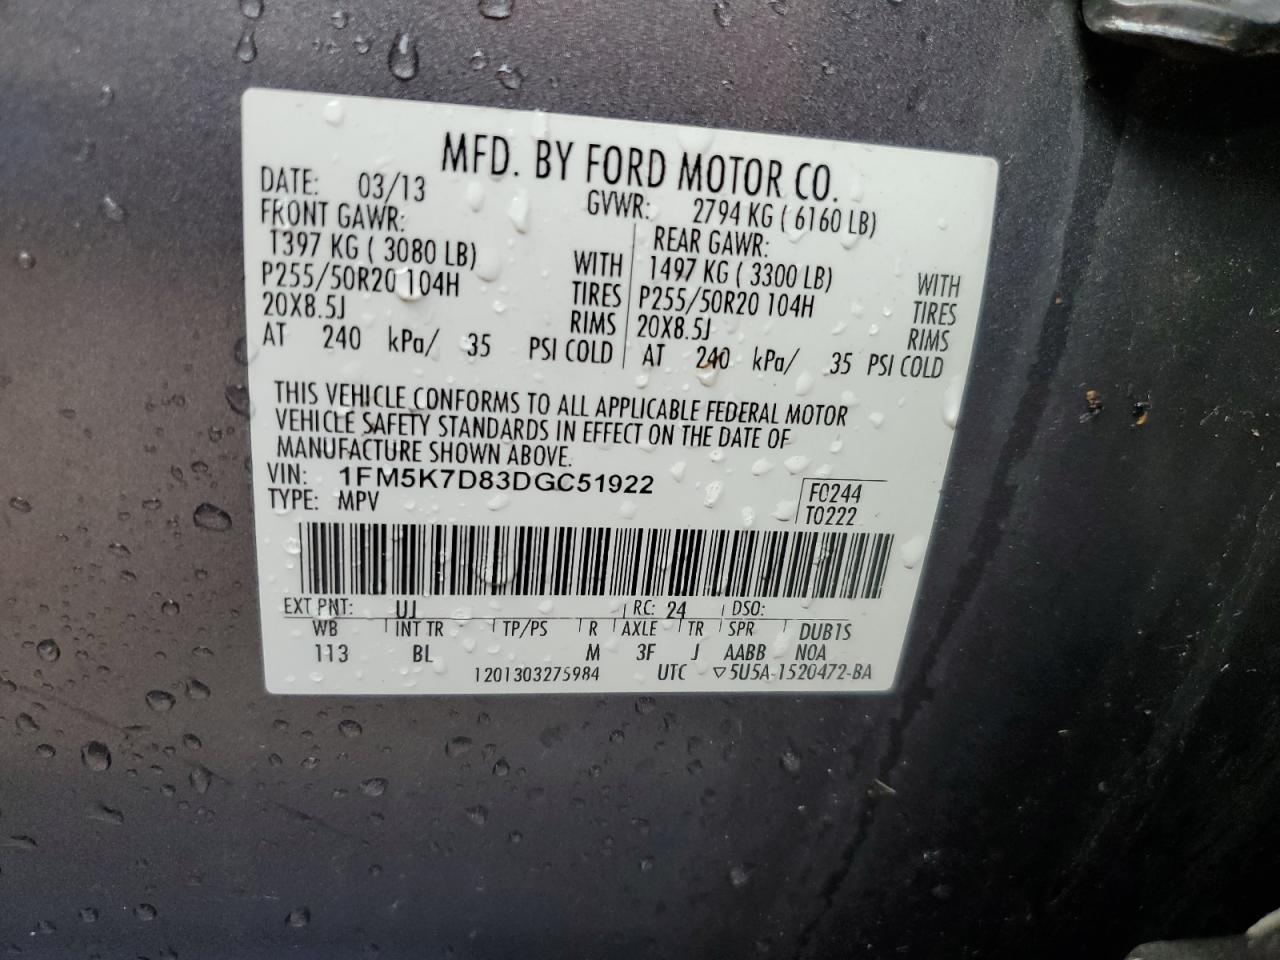 MFD. BY FORD MOTOR CO.
DATE: 03/13 GVWR: 2794 KG ( 6160 LB)
FRONT GAWR: REAR GAWR:
1397 KG ( 3080 LB) WITH 1497 KG ( 3300 LB) WITH
P255/50R20 104H TIRES P255/50R20 104H TIRES
20X8.5J RIMS 20X8.5J RIMS
AT 240 kPa/ 35 PSI COLD AT 240 kPa/ 35 PSI COLD
THIS VEHICLE CONFORMS TO ALL APPLICABLE FEDERAL MOTOR
VEHICLE SAFETY STANDARDS IN EFFECT ON THE DATE OF
MANUFACTURE SHOWN ABOVE.
VIN: 1FM5K7D83DGC51922 F0244
TYPE: MPV T0222
EXT PNT: UJ RC: 24 DSO:
WB INT TR TP/PS R AXLE TR SPR DUB1S
113 BL M 3F J AABB NOA
1201303275984 UTC ▽5U5A-1520472-BA